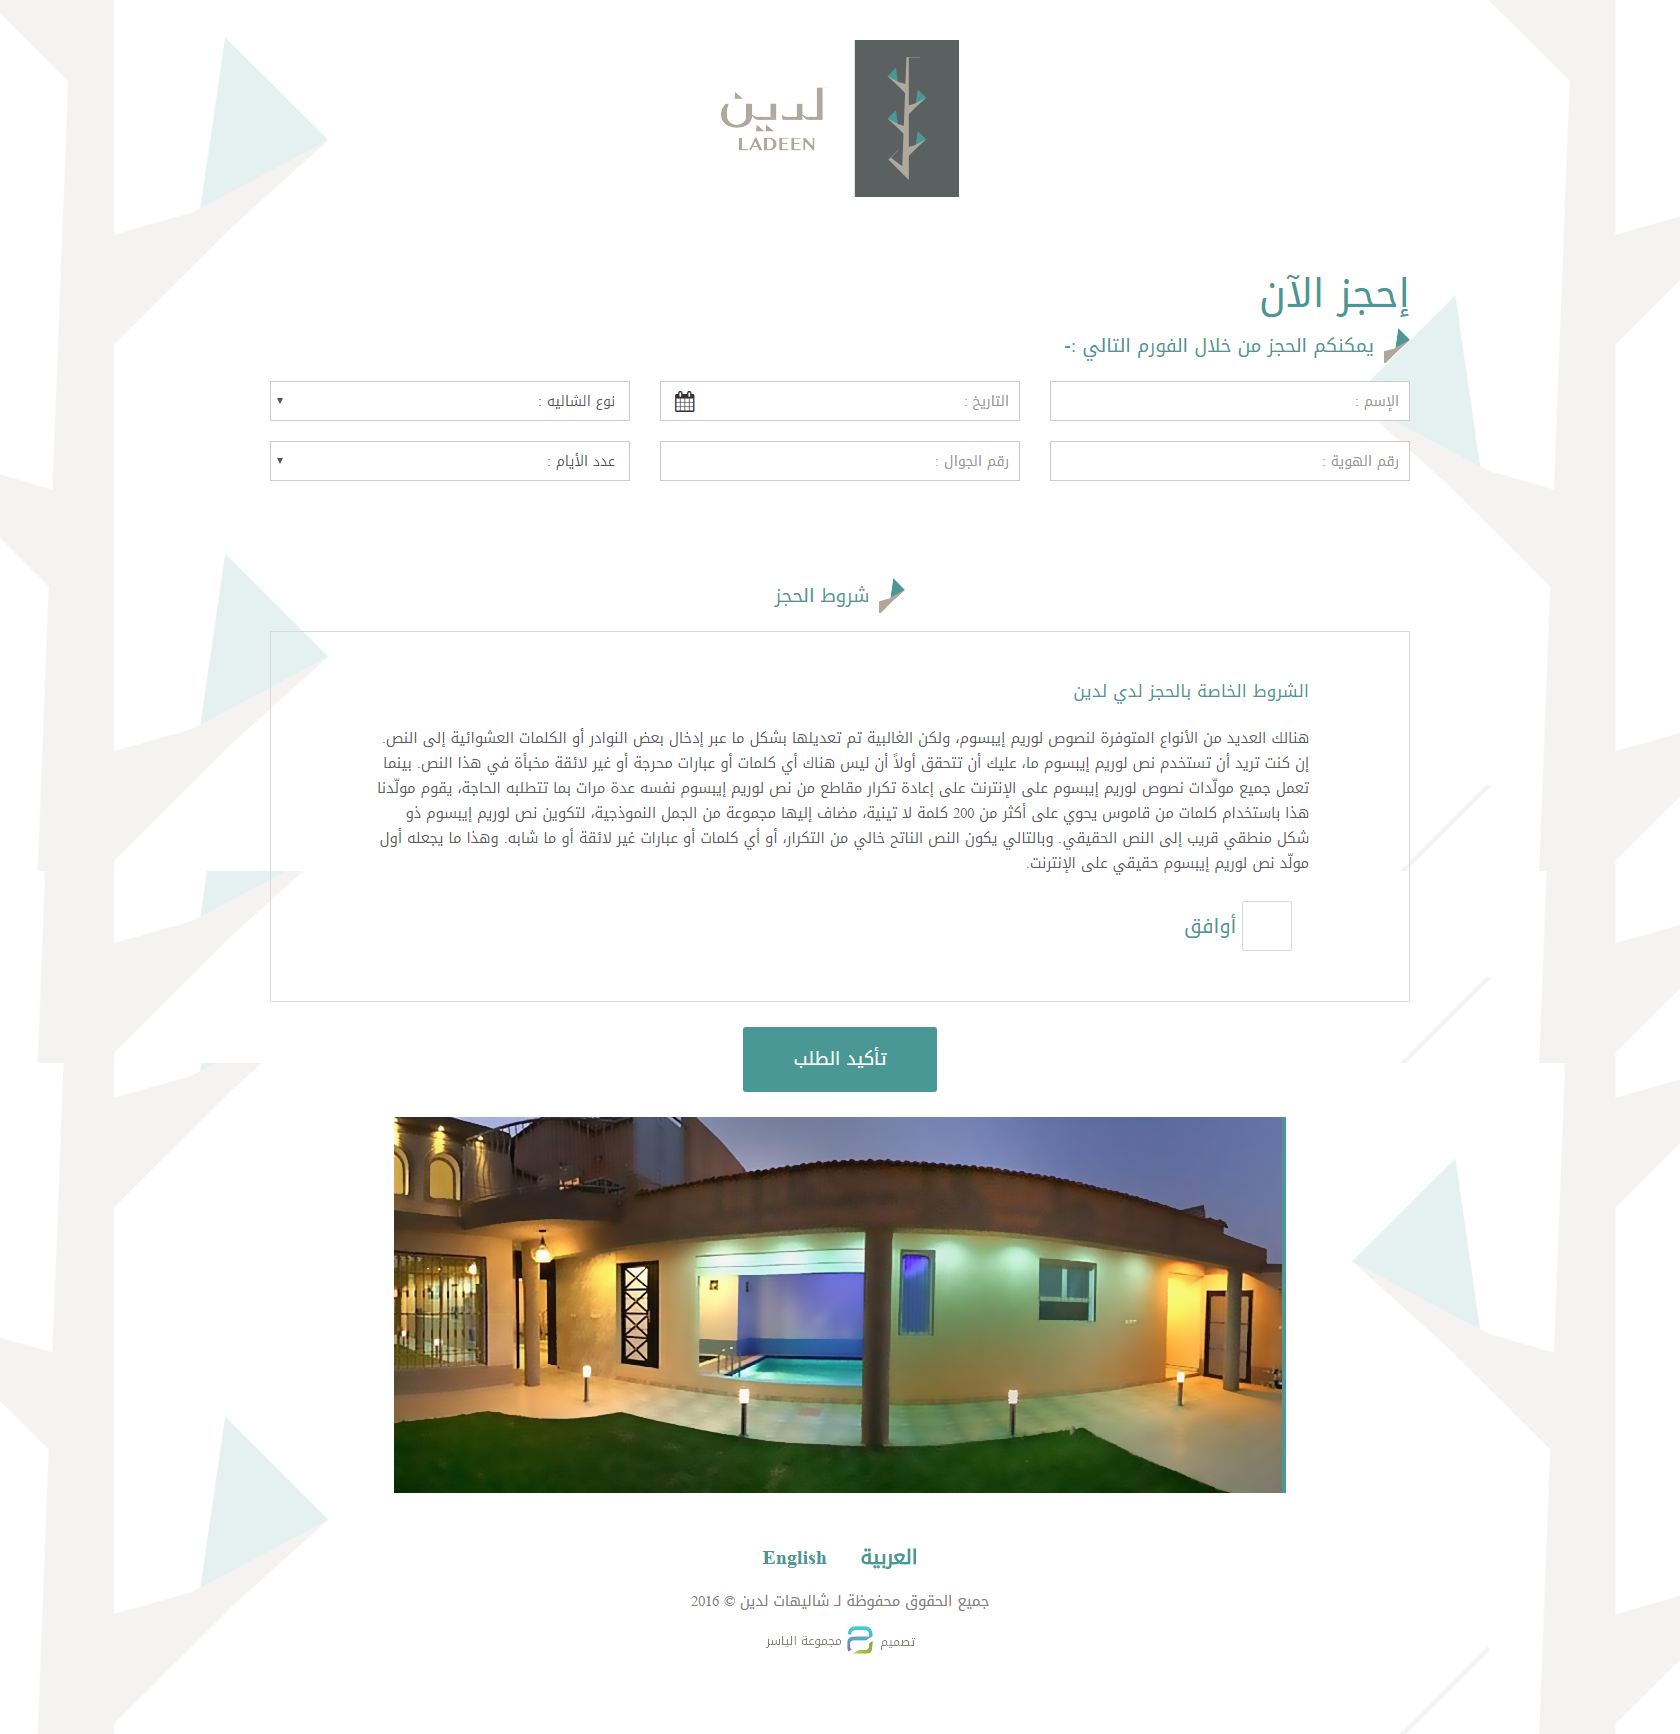 لدين
LADEEN
إحجز الآن
يمكنكم الحجز من خلال الفورم التالي :-
الإسم :
التاريخ :
نوع الشاليه :
رقم الهوية :
رقم الجوال :
عدد الأيام :
شروط الحجز
الشروط الخاصة بالحجز لدي لدين
هنالك العديد من الأنواع المتوفرة لنصوص لوريم إيبسوم، ولكن الغالبية تم تعديلها بشكل ما عبر إدخال بعض النوادر أو الكلمات العشوائية إلى النص.
إن كنت تريد أن تستخدم نص لوريم إيبسوم ما، عليك أن تتحقق أولاً أن ليس هناك أي كلمات أو عبارات محرجة أو غير لائقة مخبأة في هذا النص. بينما
تعمل جميع مولّدات نصوص لوريم إيبسوم على الإنترنت على إعادة تكرار مقاطع من نص لوريم إيبسوم نفسه عدة مرات بما تتطلبه الحاجة، يقوم مولّدنا
هذا باستخدام كلمات من قاموس يحوي على أكثر من 200 كلمة لا تينية، مضاف إليها مجموعة من الجمل النموذجية، لتكوين نص لوريم إيبسوم ذو
شكل منطقي قريب إلى النص الحقيقي. وبالتالي يكون النص الناتح خالي من التكرار، أو أي كلمات أو عبارات غير لائقة أو ما شابه. وهذا ما يجعله أول
مولّد نص لوريم إيبسوم حقيقي على الإنترنت.
أوافق
تأكيد الطلب
العربية
English
جميع الحقوق محفوظة لـ شاليهات لدين © 2016
تصميم مجموعة الياسر